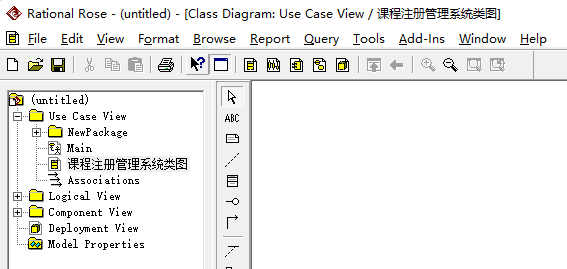 Rational Rose - (untitled) - [Class Diagram: Use Case View / 课程注册管理系统类图]
File Edit View Format Browse Report Query Tools Add-Ins Window Help
(untitled)
Use Case View
NewPackage
Main
课程注册管理系统类图
Associations
Logical View
Component View
Deployment View
Model Properties
ABC